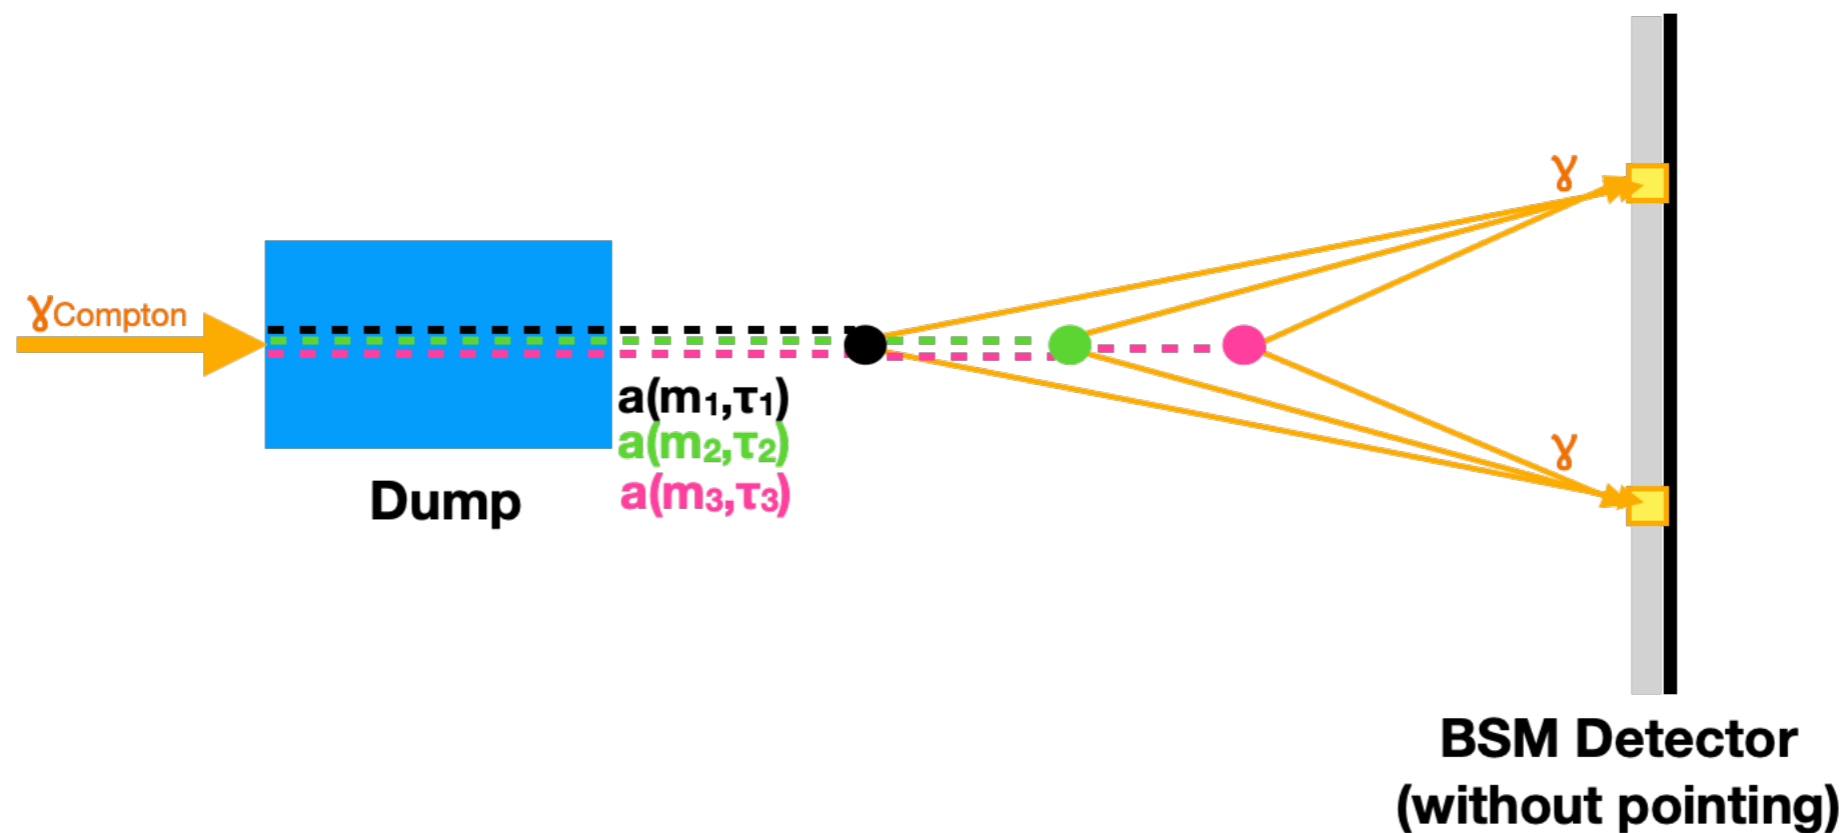 γCompton
γ
a(m₁,τ₁)
a(m₂,τ₂)
a(m₃,τ₃)
γ
Dump
BSM Detector
(without pointing)